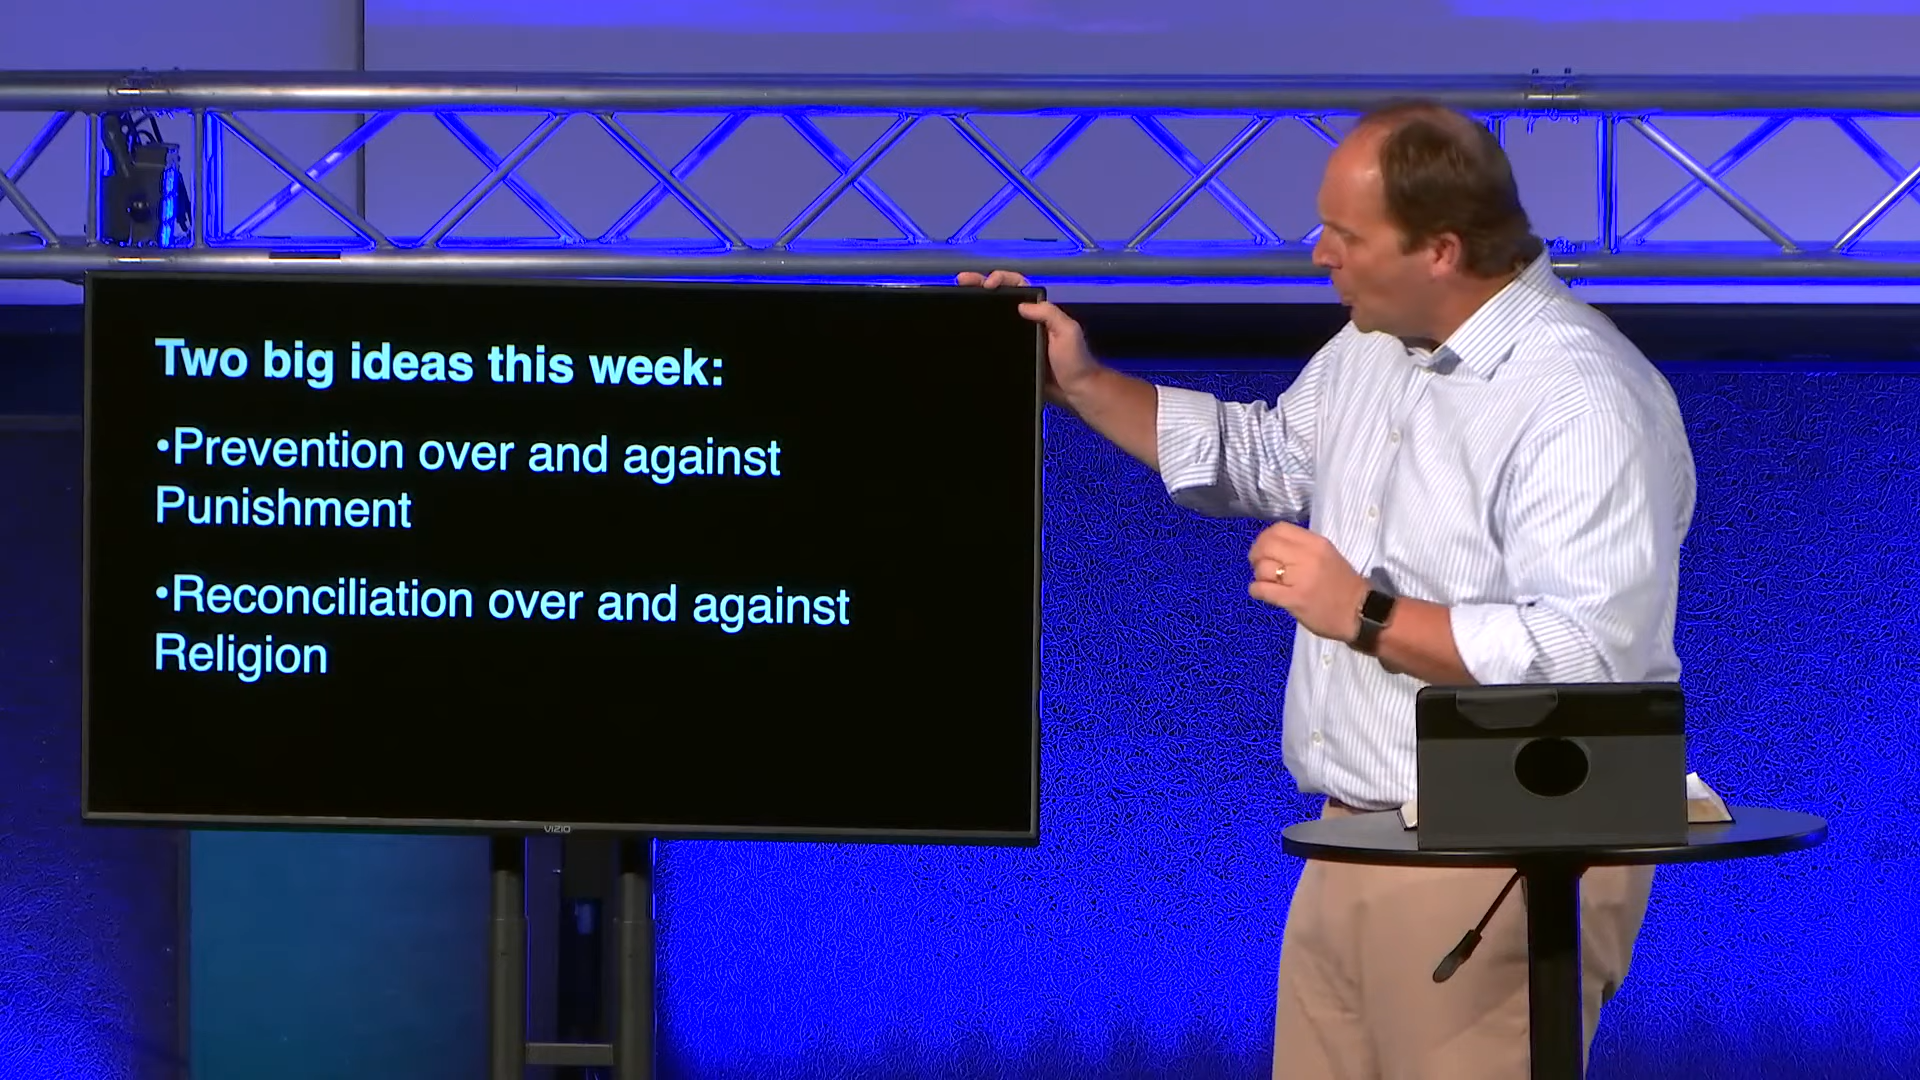 Two big ideas this week:
•Prevention over and against
Punishment
•Reconciliation over and against
Religion
VIZIO